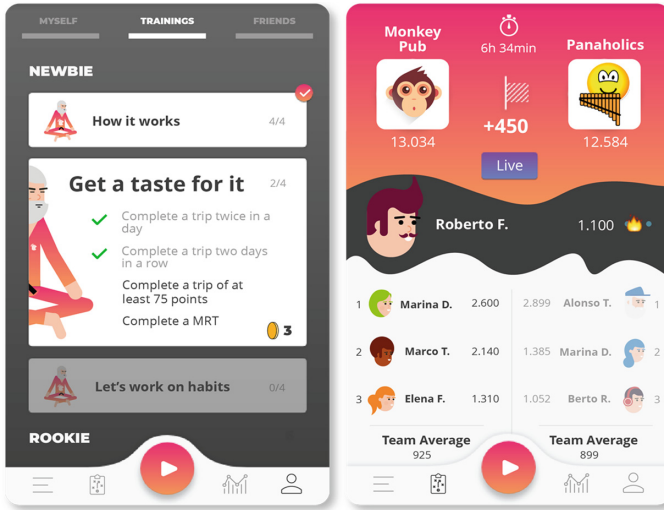 MYSELF
TRAININGS
FRIENDS
NEWBIE
How it works
4/4
Get a taste for it
2/4
Complete a trip twice in a
day
Complete a trip two days
in a row
Complete a trip of at
least 75 points
Complete a MRT
3
Let's work on habits
0/4
ROOKIE
Monkey
Pub
13.034
6h 34min
+450
Live
Panaholics
12.584
Roberto F.
1.100
1 Marina D. 2.600
2.899 Alonso T. 1
2 Marco T. 2.140
1.385 Marina D. 2
3 Elena F. 1.310
1.052 Berto R. 3
Team Average
925
Team Average
899